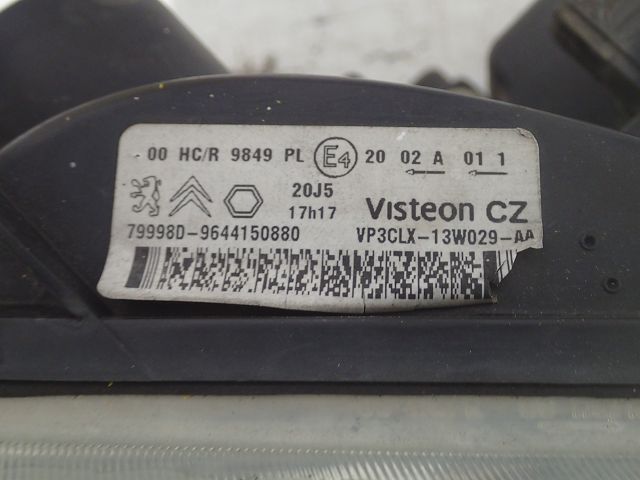 00 HC/R 9849 PL E4 20 02 A 01 1
20J5
17h17 Visteon CZ
79998D-9644150880 VP3CLX-13W029-AA